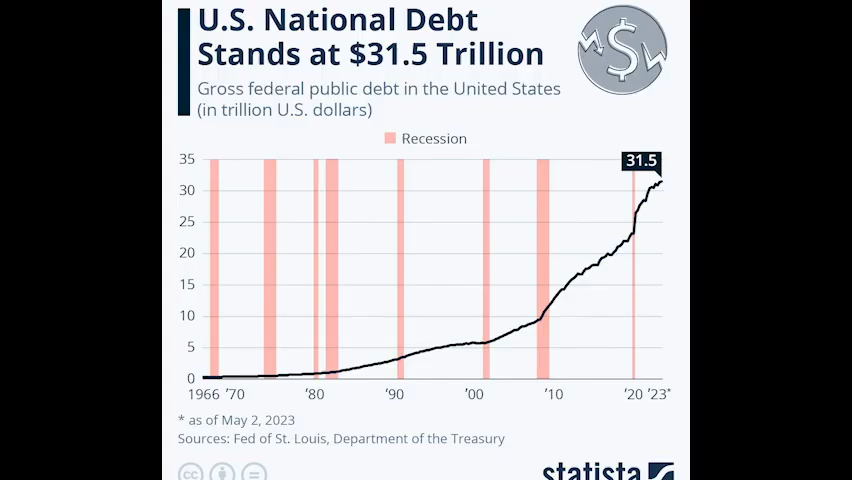 U.S. National Debt
Stands at $31.5 Trillion
$
Gross federal public debt in the United States
(in trillion U.S. dollars)
Recession
31.5
35
30
25
20
15
10
5
0
1966 '70 '80 '90 '00 '10 '20 '23*
* as of May 2, 2023
Sources: Fed of St. Louis, Department of the Treasury
cc =
statista